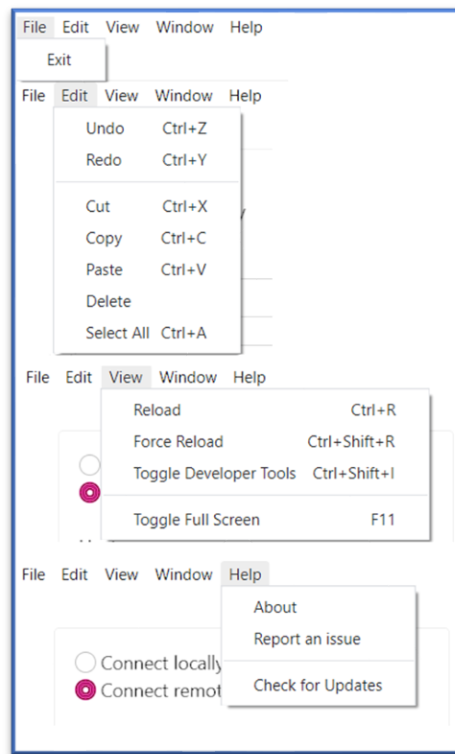 File Edit View Window Help
Exit
File Edit View Window Help
Undo Ctrl+Z
Redo Ctrl+Y
Cut Ctrl+X
Copy Ctrl+C
Paste Ctrl+V
Delete
Select All Ctrl+A
File Edit View Window Help
Reload Ctrl+R
Force Reload Ctrl+Shift+R
Toggle Developer Tools Ctrl+Shift+I
Toggle Full Screen F11
File Edit View Window Help
About
Report an issue
Check for Updates
Connect locally
Connect remot